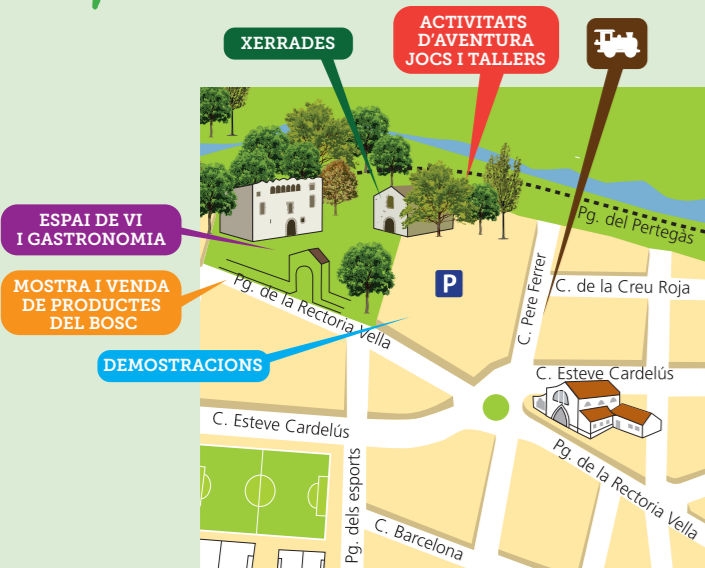 XERRADES
ACTIVITATS
D'AVENTURA
JOCS I TALLERS
ESPAI DE VI
I GASTRONOMIA
MOSTRA I VENDA
DE PRODUCTES
DEL BOSC
DEMOSTRACIONS
P
Pg. del Pertegàs
C. Pere Ferrer
C. de la Creu Roja
Pg. de la Rectoria Vella
C. Esteve Cardelús
C. Esteve Cardelús
Pg. de la Rectoria Vella
Pg. dels esports
C. Barcelona